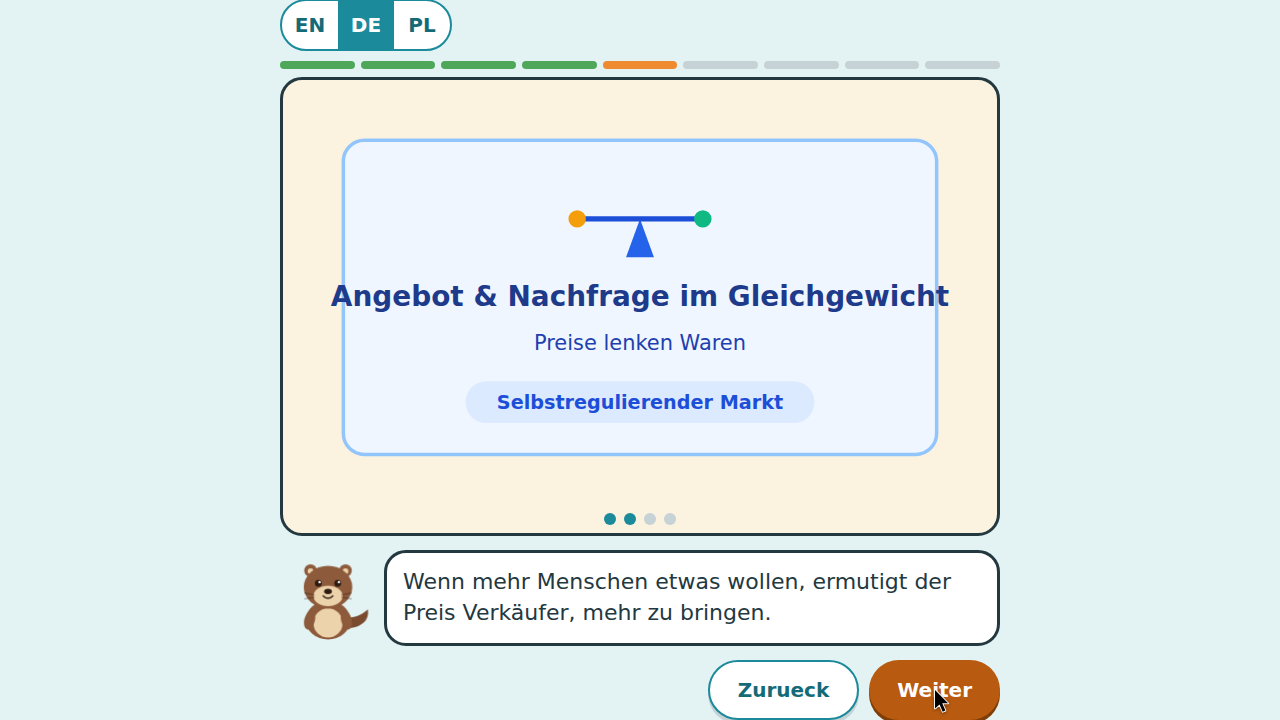 EN DE PL
Angebot & Nachfrage im Gleichgewicht
Preise lenken Waren
Selbstregulierender Markt
Wenn mehr Menschen etwas wollen, ermutigt der
Preis Verkäufer, mehr zu bringen.
Zurueck Weiter